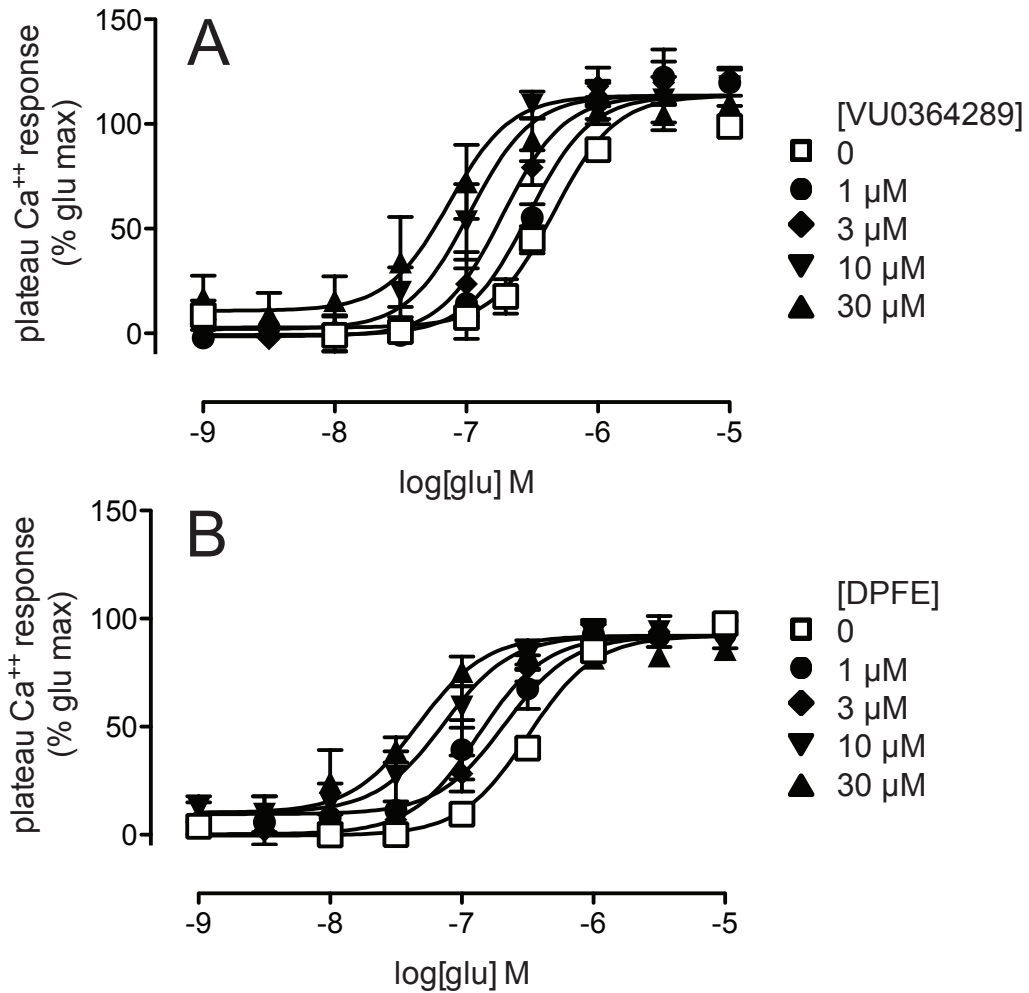 A
150
100
50
0
plateau Ca++ response
(% glu max)
-9 -8 -7 -6 -5
log[glu] M
[VU0364289]
0
1 µM
3 µM
10 µM
30 µM
B
150
100
50
0
plateau Ca++ response
(% glu max)
-9 -8 -7 -6 -5
log[glu] M
[DPFE]
0
1 µM
3 µM
10 µM
30 µM